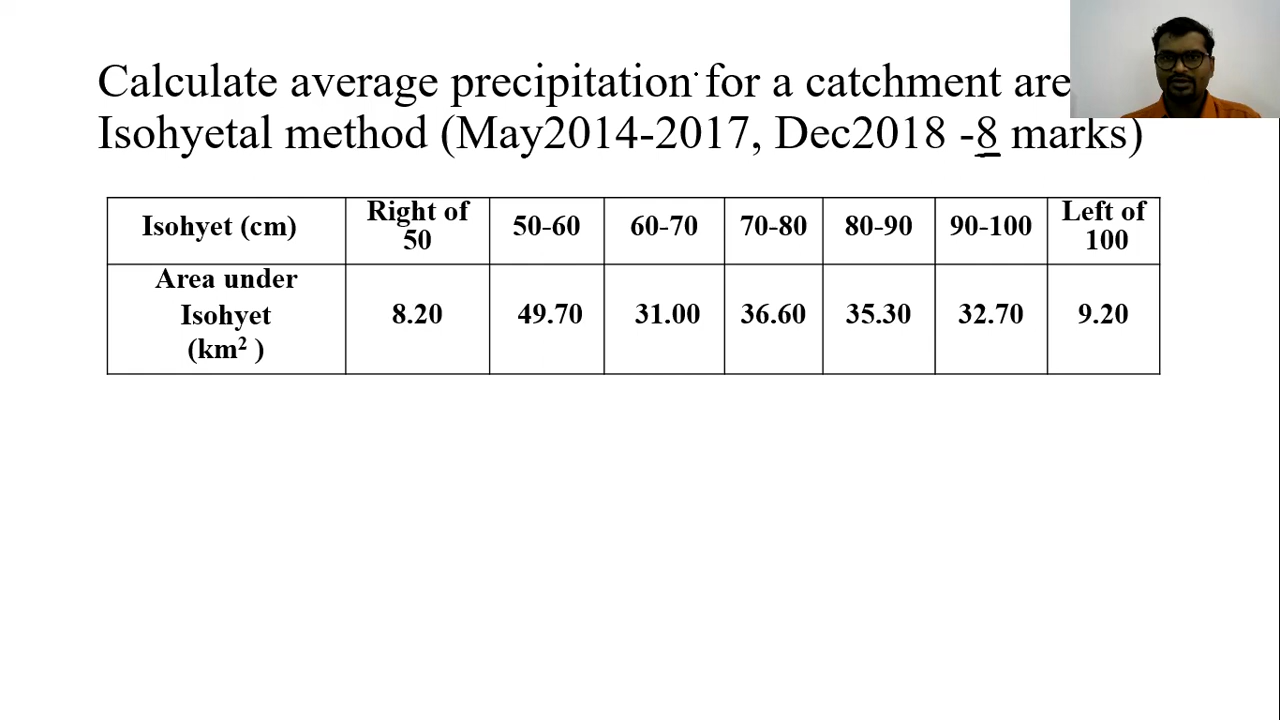 Calculate average precipitation for a catchment are
Isohyetal method (May2014-2017, Dec2018 -8 marks)
Isohyet (cm) Right of 50 50-60 60-70 70-80 80-90 90-100 Left of 100
Area under Isohyet (km² ) 8.20 49.70 31.00 36.60 35.30 32.70 9.20